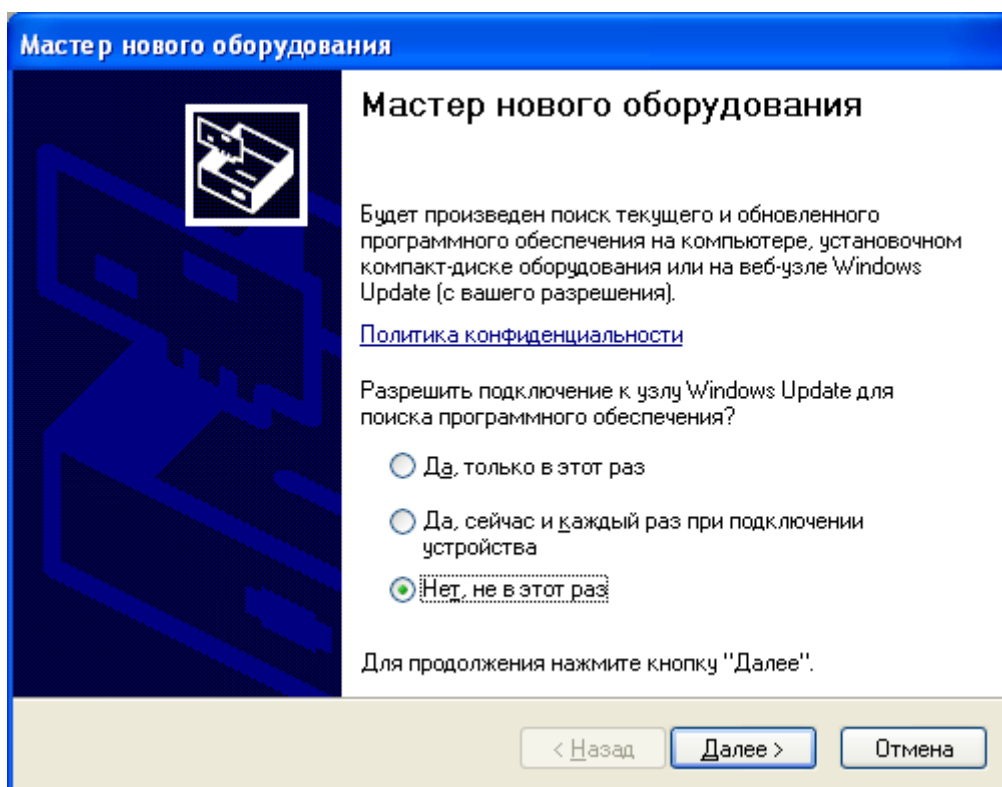 Мастер нового оборудования
Мастер нового оборудования
Будет произведен поиск текущего и обновленного
программного обеспечения на компьютере, установочном
компакт-диске оборудования или на веб-узле Windows
Update (с вашего разрешения).
Политика конфиденциальности
Разрешить подключение к узлу Windows Update для
поиска программного обеспечения?
Да, только в этот раз
Да, сейчас и каждый раз при подключении
устройства
Нет, не в этот раз
Для продолжения нажмите кнопку "Далее".
< Назад
Далее >
Отмена